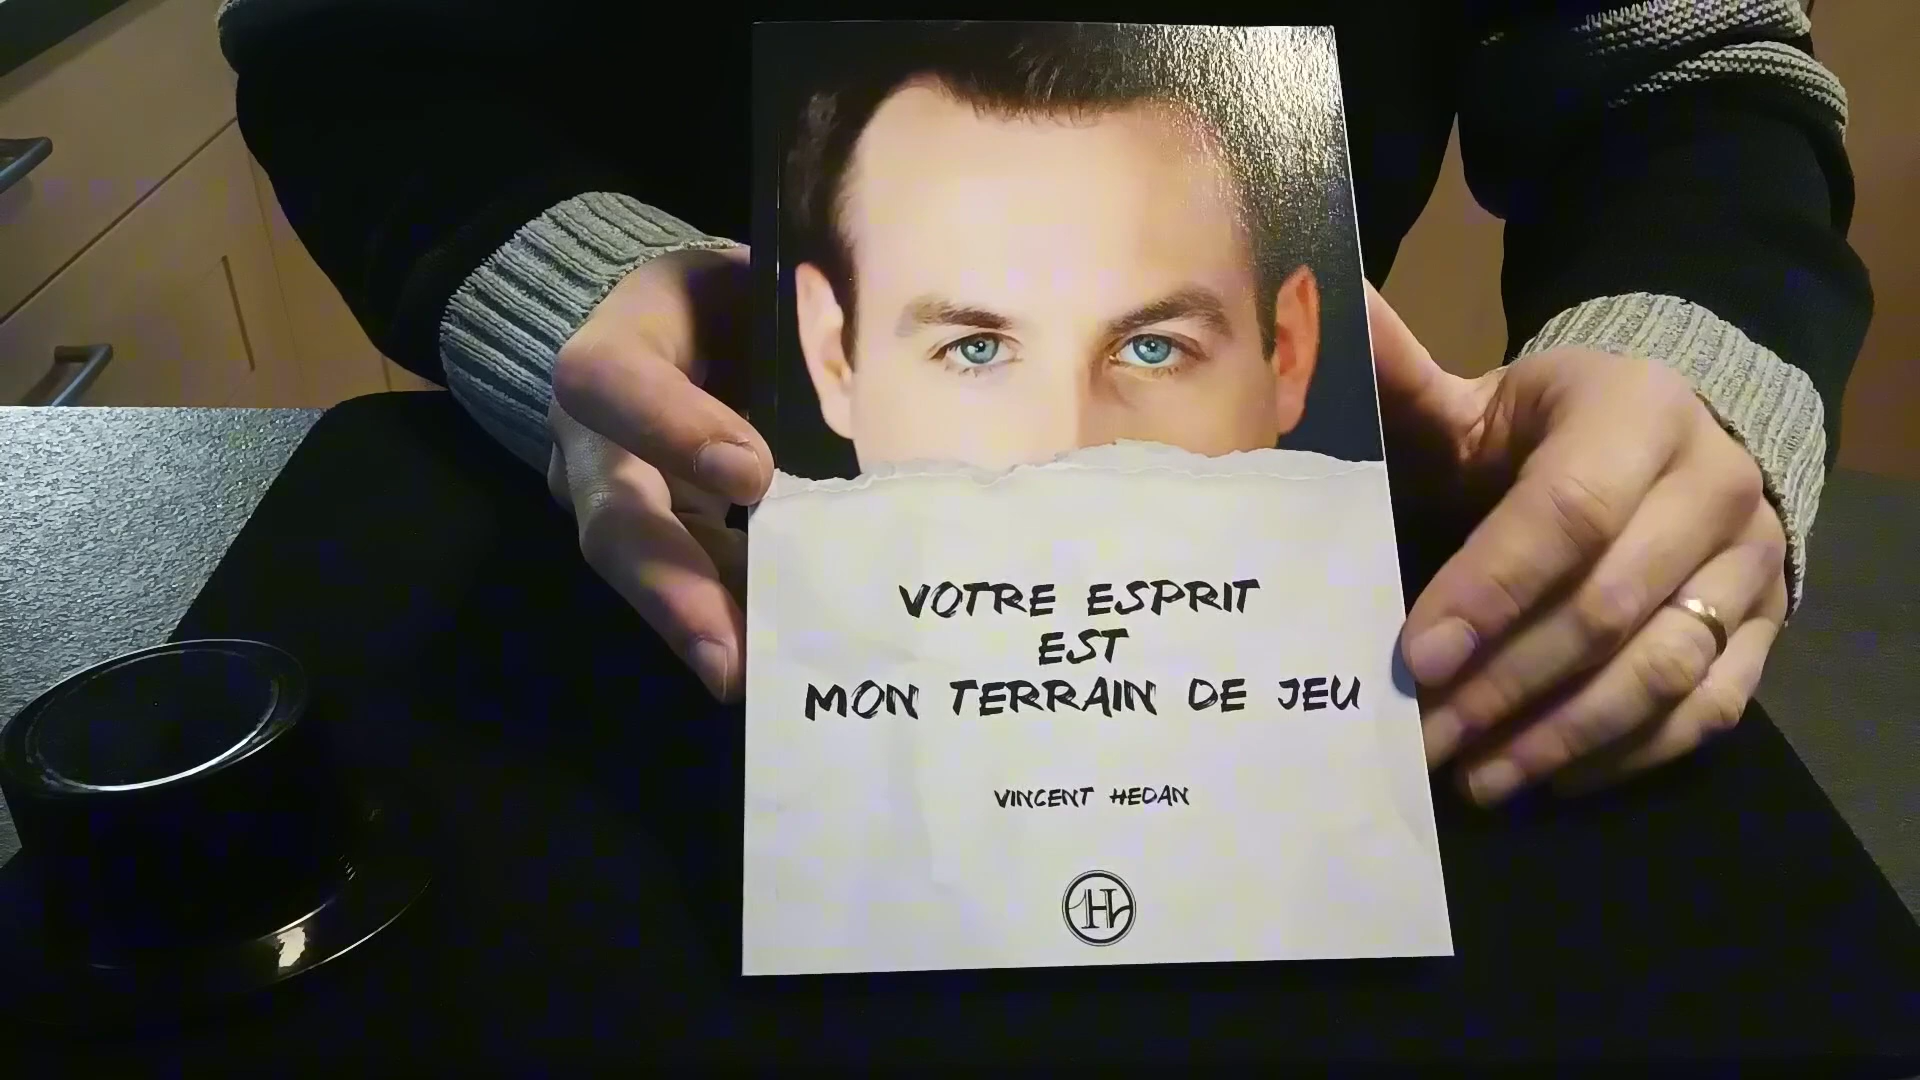 VOTRE ESPRIT
EST
MON TERRAIN DE JEU
VINCENT HEDAN